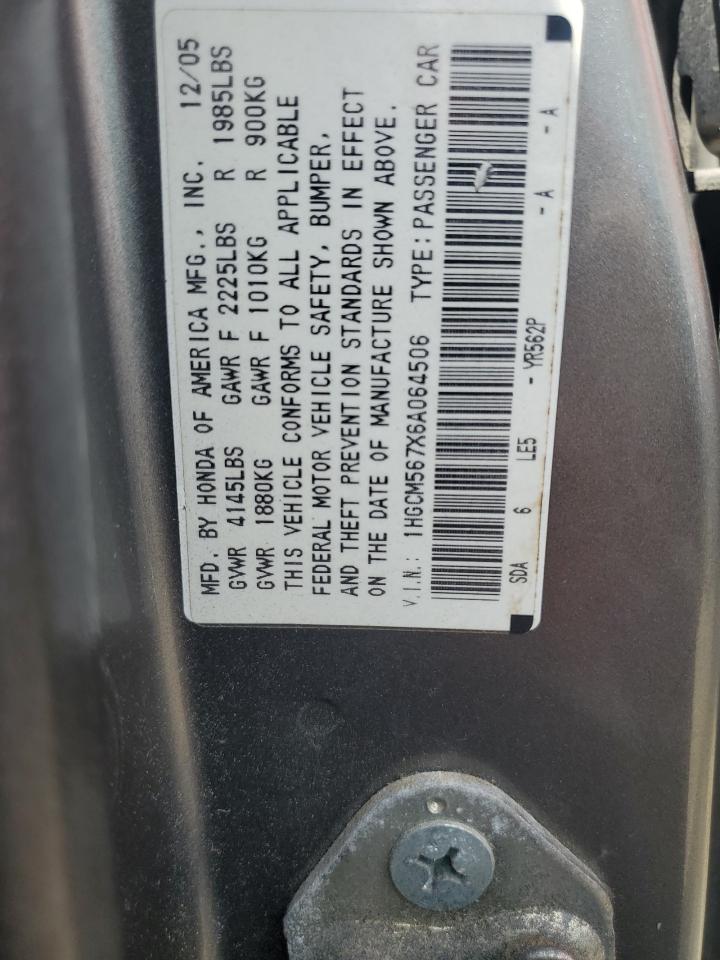 MFD. BY HONDA OF AMERICA MFG., INC. 12/05
GVWR 4145LBS GAWR F 2225LBS R 1985LBS
GVWR 1880KG GAWR F 1010KG R 900KG
THIS VEHICLE CONFORMS TO ALL APPLICABLE
FEDERAL MOTOR VEHICLE SAFETY, BUMPER,
AND THEFT PREVENTION STANDARDS IN EFFECT
ON THE DATE OF MANUFACTURE SHOWN ABOVE.
V.I.N.: 1HGCM567X6A064506 TYPE: PASSENGER CAR
SDA 6 LE5 - YR562P - A - A